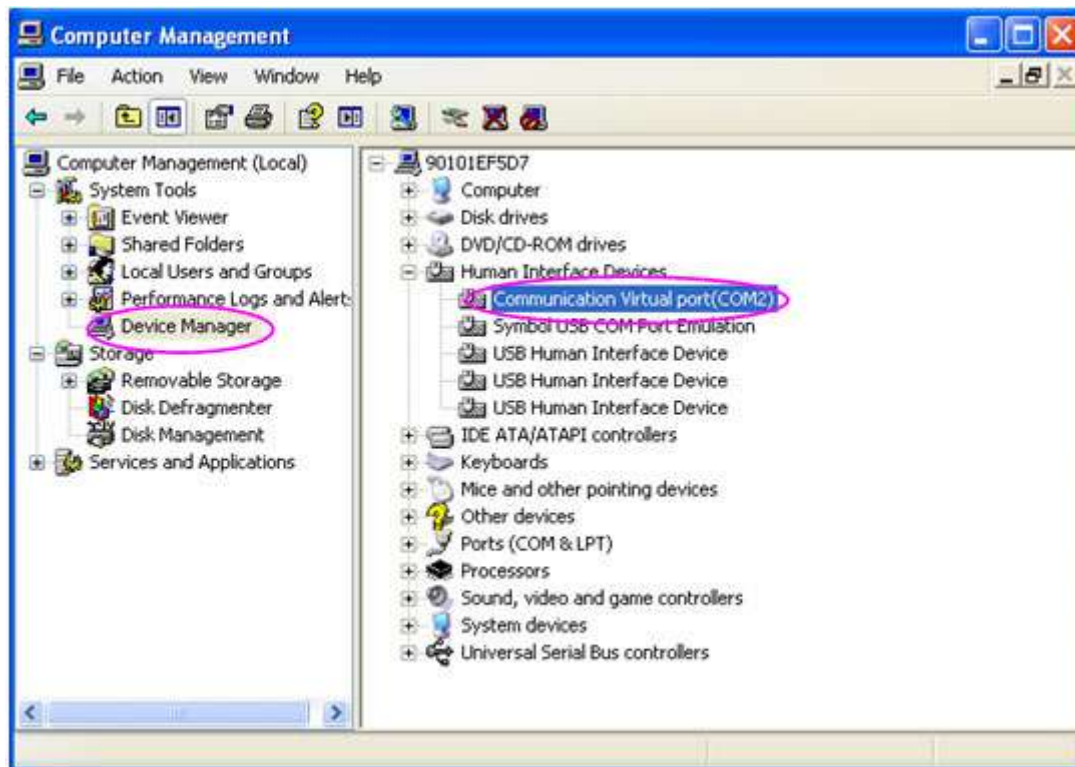 Computer Management
File Action View Window Help
Computer Management (Local)
System Tools
Event Viewer
Shared Folders
Local Users and Groups
Performance Logs and Alert
Device Manager
Storage
Removable Storage
Disk Defragmenter
Disk Management
Services and Applications
90101EF5D7
Computer
Disk drives
DVD/CD-ROM drives
Human Interface Devices
Communication Virtual port(COM2)
Symbol USB COM Port Emulation
USB Human Interface Device
USB Human Interface Device
USB Human Interface Device
IDE ATA/ATAPI controllers
Keyboards
Mice and other pointing devices
Other devices
Ports (COM & LPT)
Processors
Sound, video and game controllers
System devices
Universal Serial Bus controllers